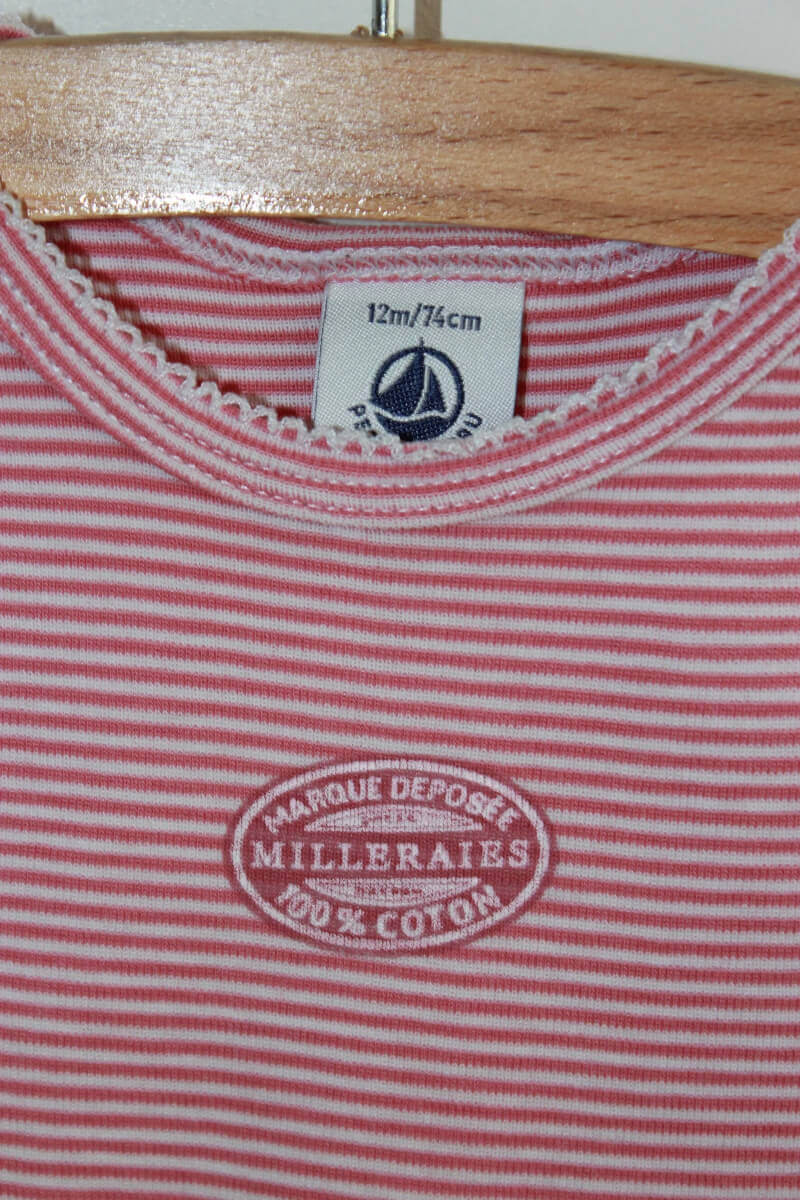 12m/74cm
MARQUE DEPOSÉE
MILLERAIES
100% COTON